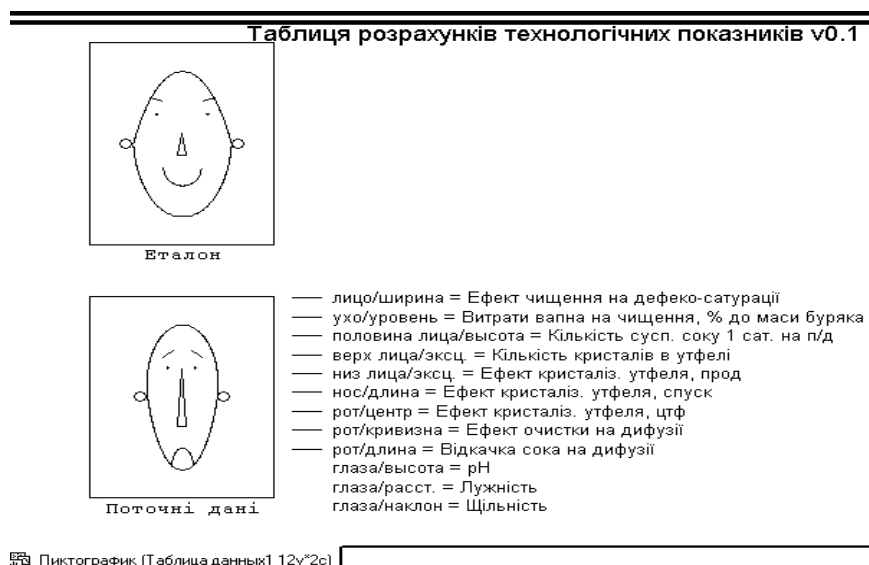 Таблиця розрахунків технологічних показників v0.1
Еталон
лицо/ширина = Ефект чищення на дефеко-сатурації
ухо/уровень = Витрати вапна на чищення, % до маси буряка
половина лица/высота = Кількість сусп. соку 1 сат. на п/д
верх лица/эксц. = Кількість кристалів в утфелі
низ лица/эксц. = Ефект кристаліз. утфеля, прод
нос/длина = Ефект кристаліз. утфеля, спуск
рот/центр = Ефект кристаліз. утфеля, цтф
рот/кривизна = Ефект очистки на дифузії
рот/длина = Відкачка сока на дифузії
глаза/высота = pH
глаза/расст. = Лужність
глаза/наклон = Щільність
Поточні дані
Пиктографик (Таблица данных1 12v*2c)